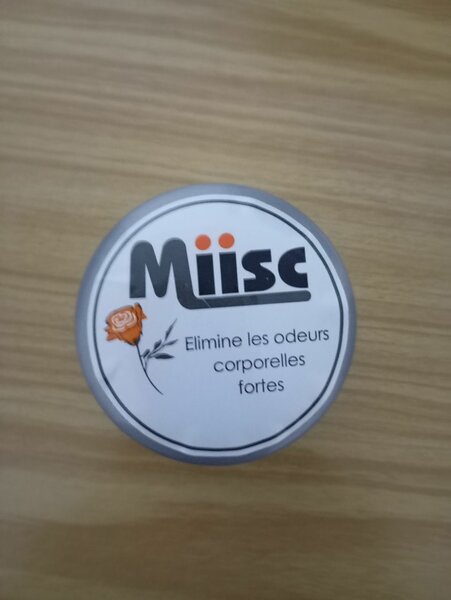 Miisc
Elimine les odeurs
corporelles
fortes